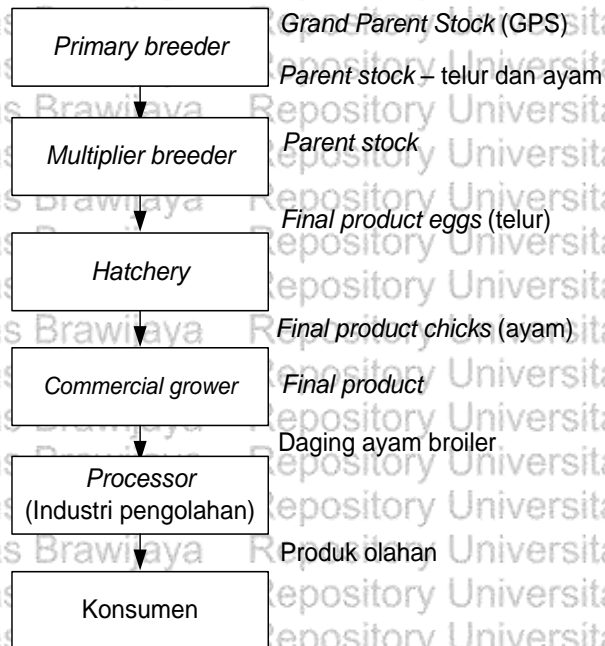 Primary breeder
Grand Parent Stock (GPS)
Parent stock – telur dan ayam
Multiplier breeder
Parent stock
Final product eggs (telur)
Hatchery
Final product chicks (ayam)
Commercial grower
Final product
Daging ayam broiler
Processor
(Industri pengolahan)
Produk olahan
Konsumen